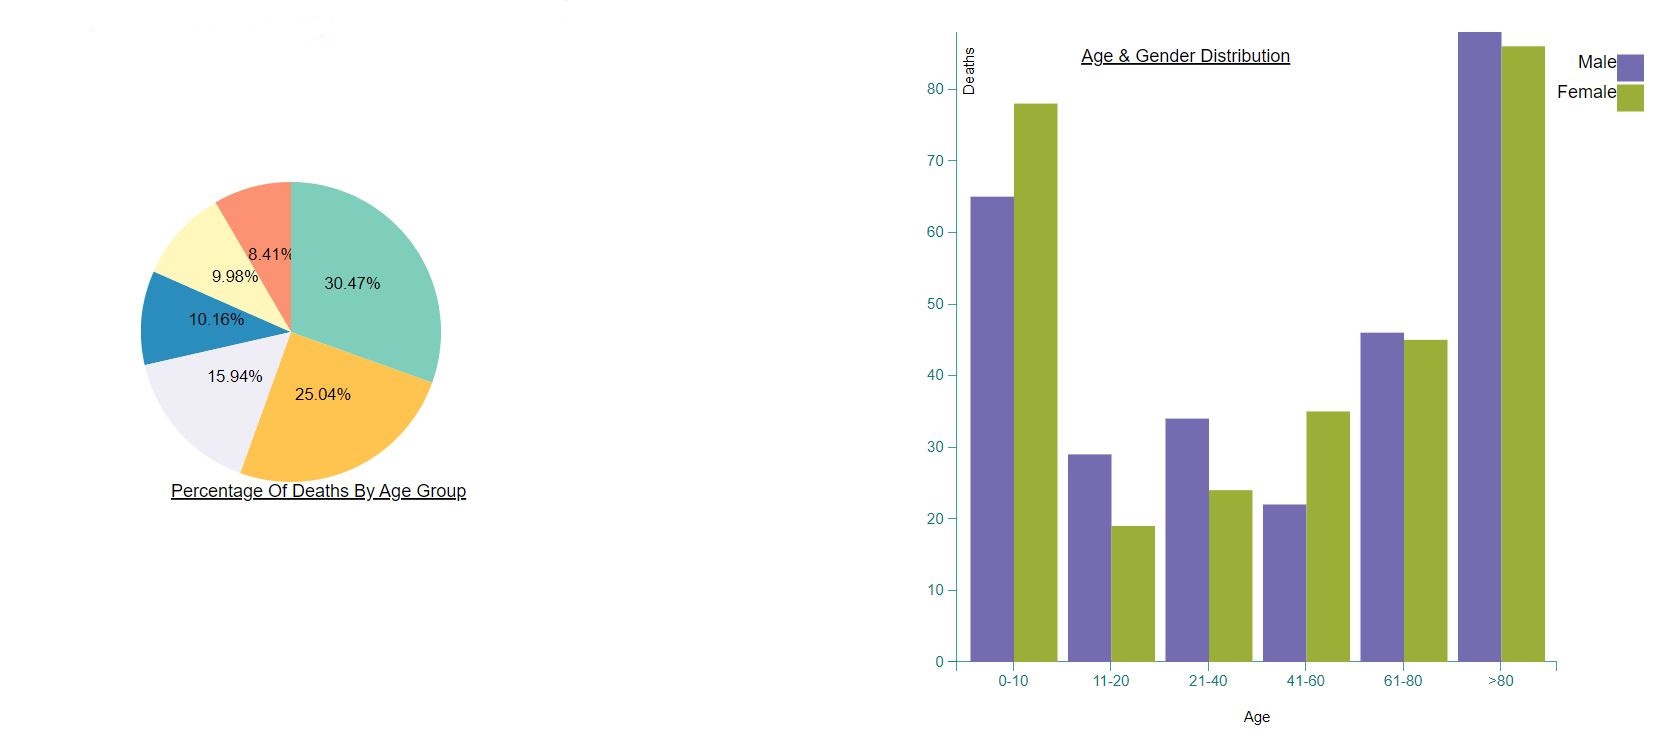 8.41%
30.47%
9.98%
10.16%
15.94%
25.04%
Percentage Of Deaths By Age Group
Age & Gender Distribution
Deaths
Male
Female
80
70
60
50
40
30
20
10
0
0-10 11-20 21-40 41-60 61-80 >80
Age